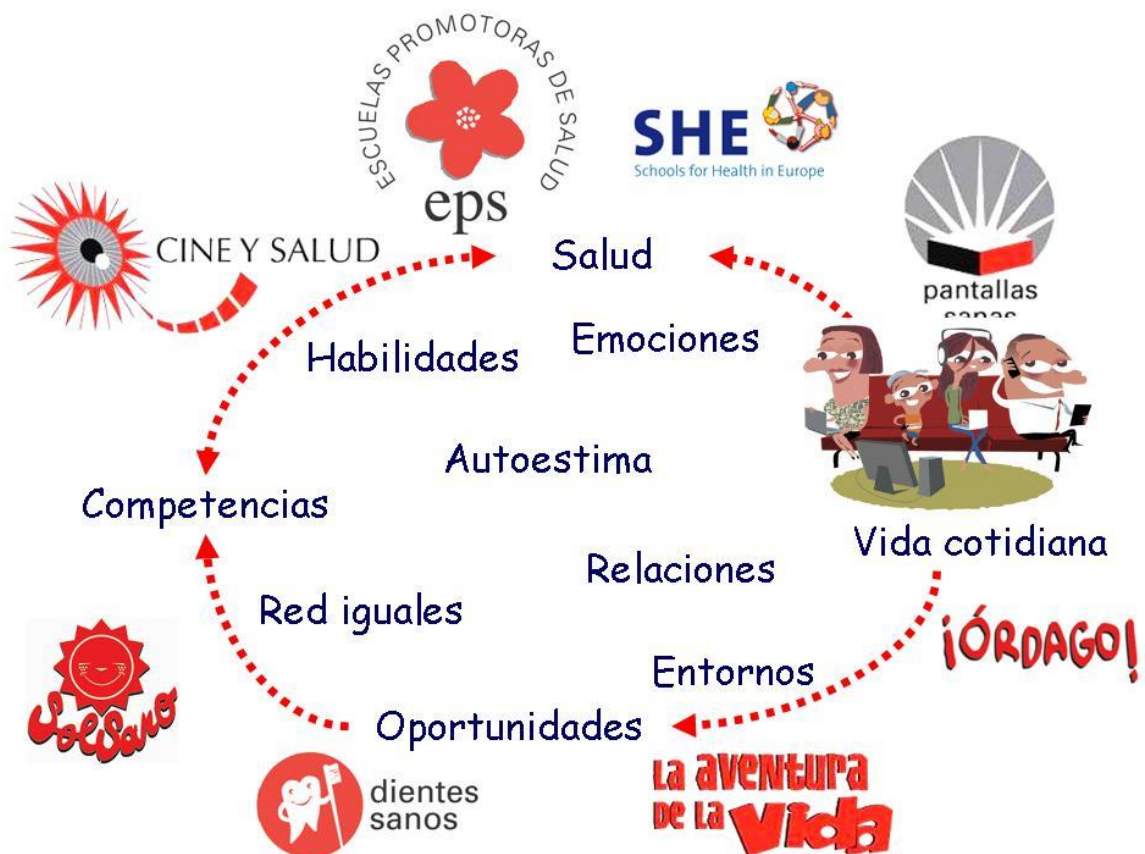 ESCUELAS PROMOTORAS DE SALUD
eps
SHE
Schools for Health in Europe
CINE Y SALUD
pantallas
sanas
Salud
Habilidades
Emociones
Autoestima
Competencias
Vida cotidiana
Relaciones
Red iguales
¡ÓRDAGO!
Entornos
SolSano
Oportunidades
dientes
sanos
La aventura
DE La Vida